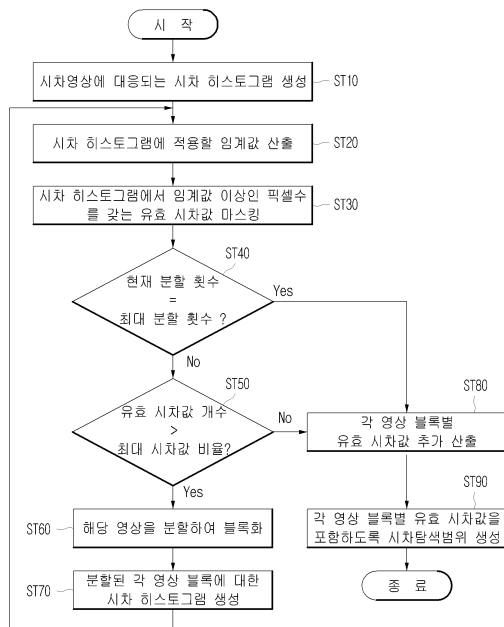 시 작
시차영상에 대응되는 시차 히스토그램 생성
ST10
시차 히스토그램에 적용할 임계값 산출
ST20
시차 히스토그램에서 임계값 이상인 픽셀수
를 갖는 유효 시차값 마스킹
ST30
ST40
현재 분할 횟수
=
최대 분할 횟수 ?
Yes
No
ST50
유효 시차값 개수
>
최대 시차값 비율?
No
Yes
ST80
각 영상 블록별
유효 시차값 추가 산출
ST60
해당 영상을 분할하여 블록화
ST90
각 영상 블록별 유효 시차값을
포함하도록 시차탐색범위 생성
ST70
분할된 각 영상 블록에 대한
시차 히스토그램 생성
종 료